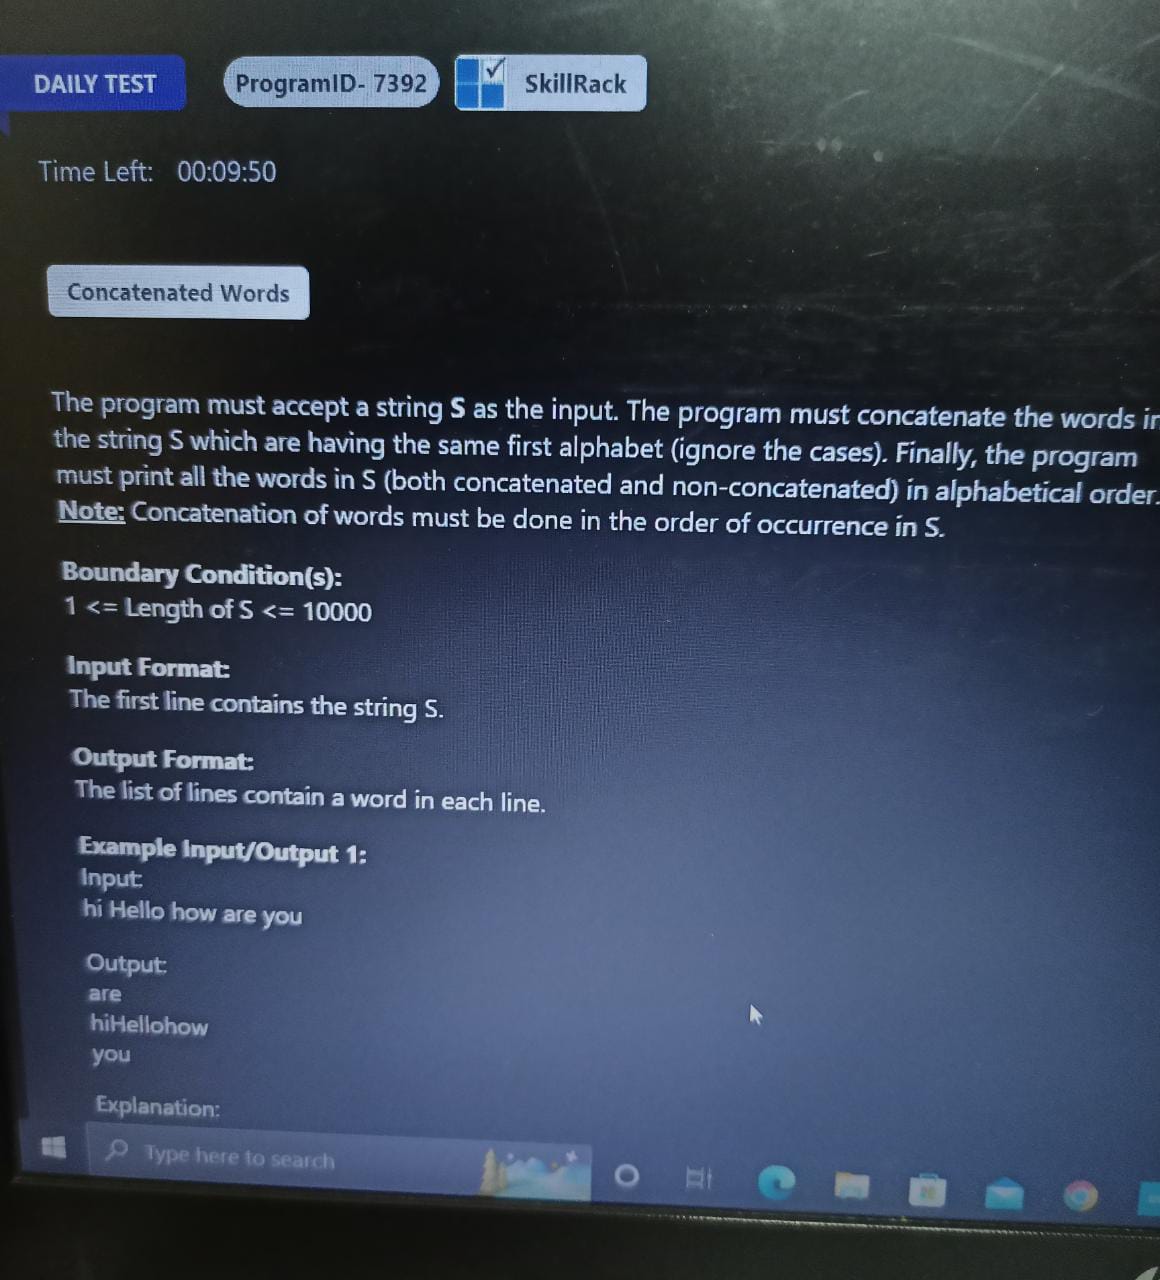 DAILY TEST
ProgramID- 7392
SkillRack
Time Left: 00:09:50
Concatenated Words
The program must accept a string S as the input. The program must concatenate the words in
the string S which are having the same first alphabet (ignore the cases). Finally, the program
must print all the words in S (both concatenated and non-concatenated) in alphabetical order.
Note: Concatenation of words must be done in the order of occurrence in S.
Boundary Condition(s):
1 <= Length of S <= 10000
Input Format:
The first line contains the string S.
Output Format:
The list of lines contain a word in each line.
Example Input/Output 1:
Input:
hi Hello how are you
Output:
are
hiHellohow
you
Explanation:
Type here to search